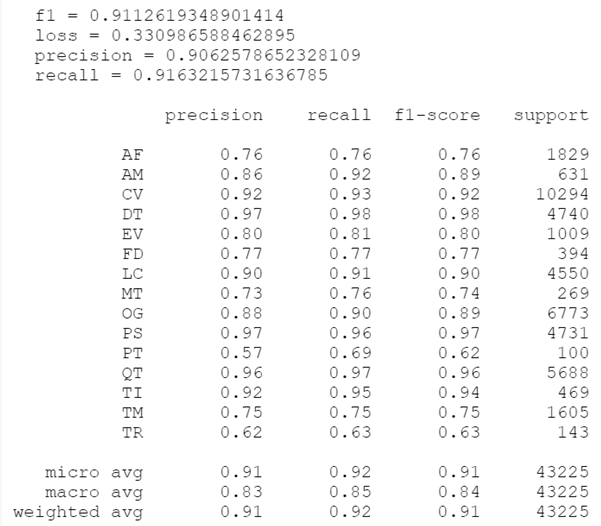 f1 = 0.9112619348901414
loss = 0.330986588462895
precision = 0.9062578652328109
recall = 0.9163215731636785
precision recall f1-score support
AF 0.76 0.76 0.76 1829
AM 0.86 0.92 0.89 631
CV 0.92 0.93 0.92 10294
DT 0.97 0.98 0.98 4740
EV 0.80 0.81 0.80 1009
FD 0.77 0.77 0.77 394
LC 0.90 0.91 0.90 4550
MT 0.73 0.76 0.74 269
OG 0.88 0.90 0.89 6773
PS 0.97 0.96 0.97 4731
PT 0.57 0.69 0.62 100
QT 0.96 0.97 0.96 5688
TI 0.92 0.95 0.94 469
TM 0.75 0.75 0.75 1605
TR 0.62 0.63 0.63 143
micro avg 0.91 0.92 0.91 43225
macro avg 0.83 0.85 0.84 43225
weighted avg 0.91 0.92 0.91 43225